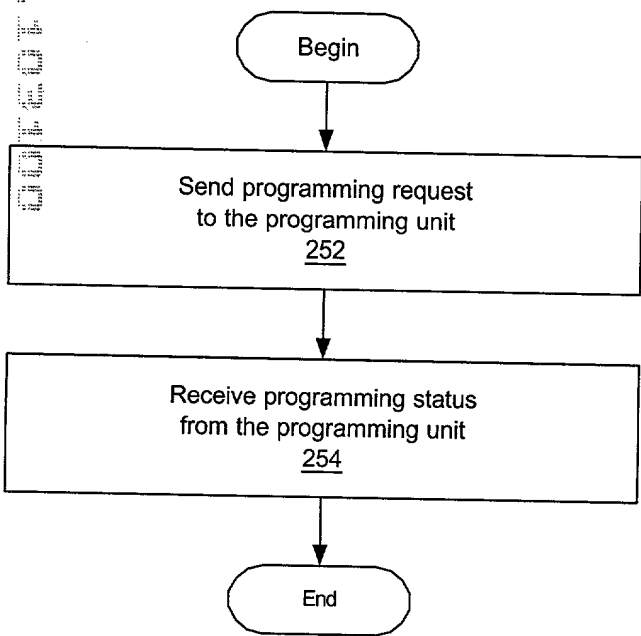 Begin
Send programming request
to the programming unit
252
Receive programming status
from the programming unit
254
End